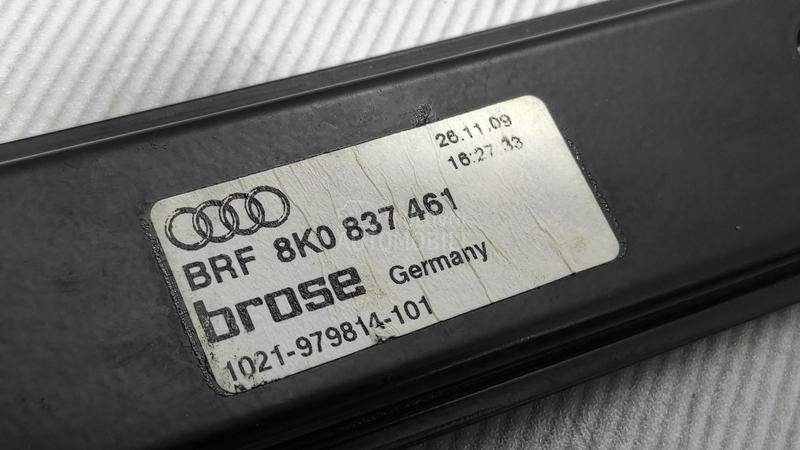 26.11.09
16:27 33
BRF 8K0 837 461
brose Germany
1021-979814-101